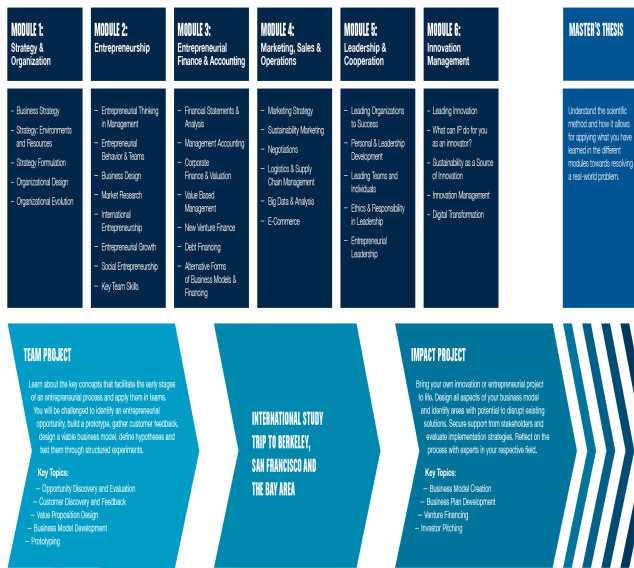 MODULE 1:
Strategy &
Organization
MODULE 2:
Entrepreneurship
MODULE 3:
Entrepreneurial
Finance & Accounting
MODULE 4:
Marketing, Sales &
Operations
MODULE 5:
Leadership &
Cooperation
MODULE 6:
Innovation
Management
MASTER'S THESIS
– Business Strategy
– Strategy: Environments
and Resources
– Strategy Formulation
– Organizational Design
– Organizational Evolution
– Entrepreneurial Thinking
in Management
– Entrepreneurial
Behavior & Teams
– Business Design
– Market Research
– International
Entrepreneurship
– Entrepreneurial Growth
– Social Entrepreneurship
– Key Team Skills
– Financial Statements &
Analysis
– Management Accounting
– Corporate
Finance & Valuation
– Value Based
Management
– New Venture Finance
– Debt Financing
– Alternative Forms
of Business Models &
Financing
– Marketing Strategy
– Sustainability Marketing
– Negotiations
– Logistics & Supply
Chain Management
– Big Data & Analysis
– E-Commerce
– Leading Organizations
to Success
– Personal & Leadership
Development
– Leading Teams and
Individuals
– Ethics & Responsibility
in Leadership
– Entrepreneurial
Leadership
– Leading Innovation
– What can IP do for you
as an innovator?
– Sustainability as a Source
of Innovation
– Innovation Management
– Digital Transformation
Understand the scientific
method and how it allows
for applying what you have
learned in the different
modules towards resolving
a real-world problem.
TEAM PROJECT
Learn about the key concepts that facilitate the early stages
of an entrepreneurial process and apply them in teams.
You will be challenged to identify an entrepreneurial
opportunity, build a prototype, gather customer feedback,
design a viable business model, define hypotheses and
test them through structured experiments.
Key Topics:
– Opportunity Discovery and Evaluation
– Customer Discovery and Feedback
– Value Proposition Design
– Business Model Development
– Prototyping
INTERNATIONAL STUDY
TRIP TO BERKELEY,
SAN FRANCISCO AND
THE BAY AREA
IMPACT PROJECT
Bring your own innovation or entrepreneurial project
to life. Design all aspects of your business model
and identify areas with potential to disrupt existing
solutions. Secure support from stakeholders and
evaluate implementation strategies. Reflect on the
process with experts in your respective field.
Key Topics:
– Business Model Creation
– Business Plan Development
– Venture Financing
– Investor Pitching